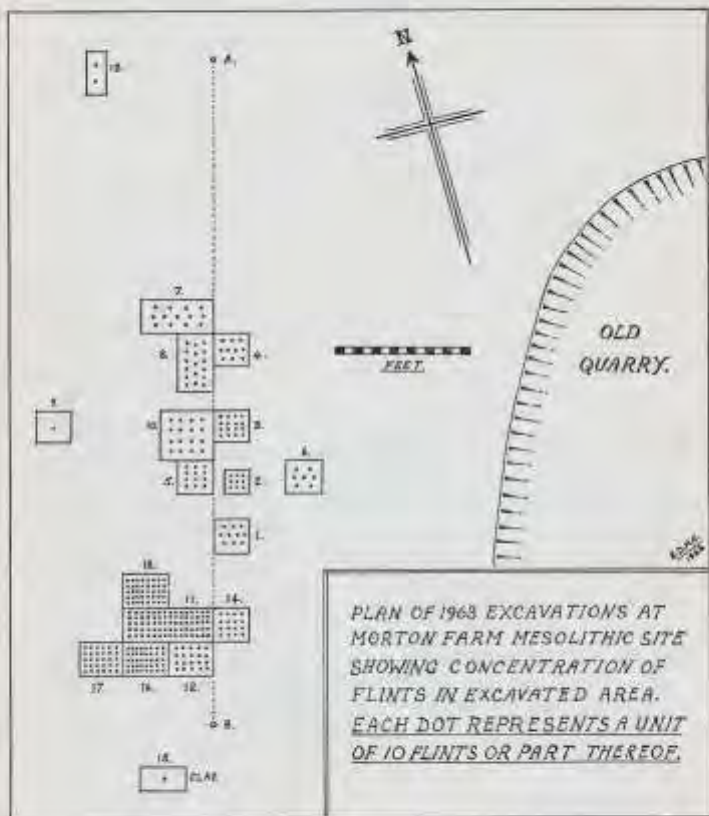 A.
N
7.
8.
4.
FEET.
OLD
QUARRY.
9.
10.
3.
6.
5.
2.
1.
11.
14.
17.
16.
12.
B.
CLAY.
PLAN OF 1963 EXCAVATIONS AT
MORTON FARM MESOLITHIC SITE
SHOWING CONCENTRATION OF
FLINTS IN EXCAVATED AREA.
EACH DOT REPRESENTS A UNIT
OF 10 FLINTS OR PART THEREOF.